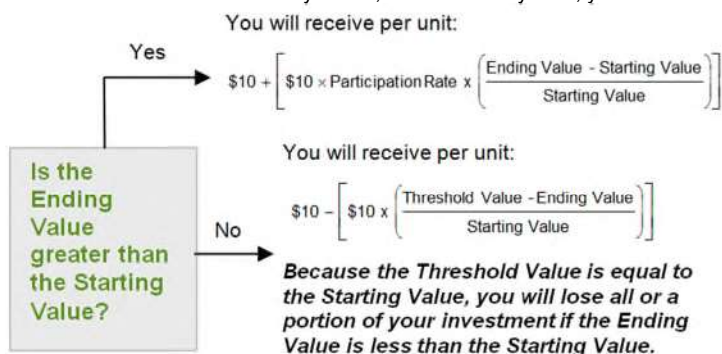 You will receive per unit:
Yes
$10 + [$10 × Participation Rate x (Ending Value - Starting Value / Starting Value)]
Is the
Ending
Value
greater than
the Starting
Value?
You will receive per unit:
No
$10 – [$10 x (Threshold Value - Ending Value / Starting Value)]
Because the Threshold Value is equal to
the Starting Value, you will lose all or a
portion of your investment if the Ending
Value is less than the Starting Value.